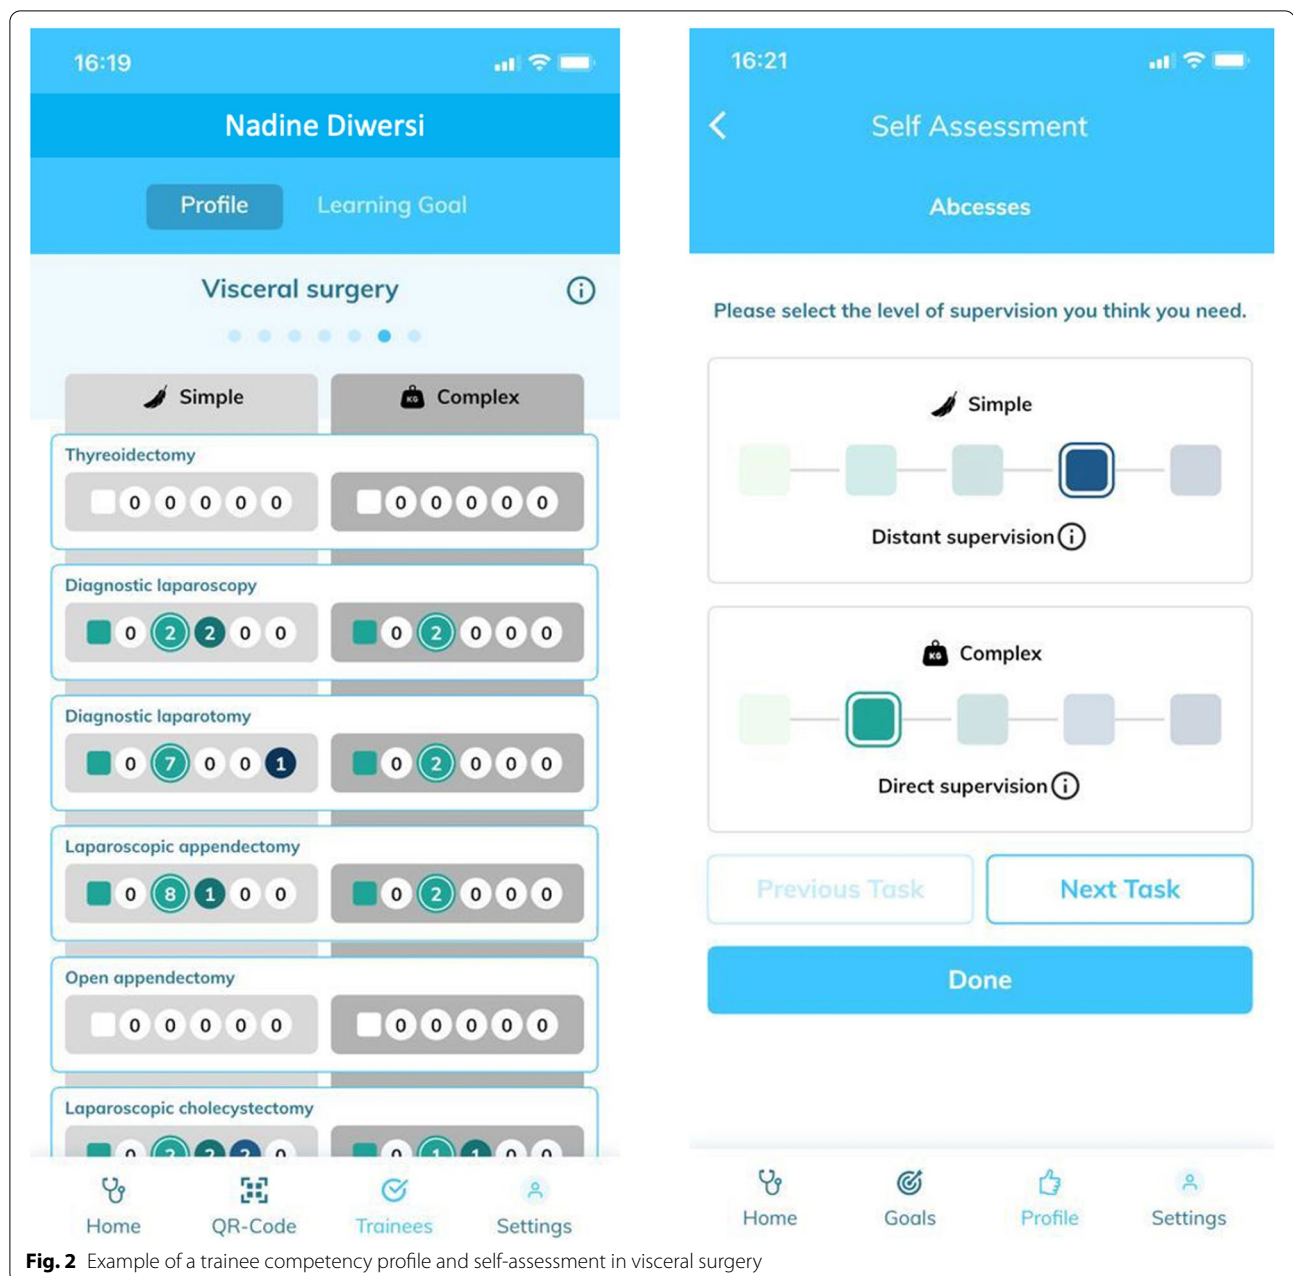 16:19
Nadine Diwersi
Profile Learning Goal
Visceral surgery
Simple Complex
Thyreoidectomy
0 0 0 0 0 0 0 0 0 0
Diagnostic laparoscopy
0 2 2 0 0 0 2 0 0 0
Diagnostic laparotomy
0 7 0 0 1 0 2 0 0 0
Laparoscopic appendectomy
0 8 1 0 0 0 2 0 0 0
Open appendectomy
0 0 0 0 0 0 0 0 0 0
Laparoscopic cholecystectomy
Home QR-Code Trainees Settings
16:21
Self Assessment
Abcesses
Please select the level of supervision you think you need.
Simple
Distant supervision
KG Complex
Direct supervision
Previous Task Next Task
Done
Home Goals Profile Settings
Fig. 2 Example of a trainee competency profile and self-assessment in visceral surgery